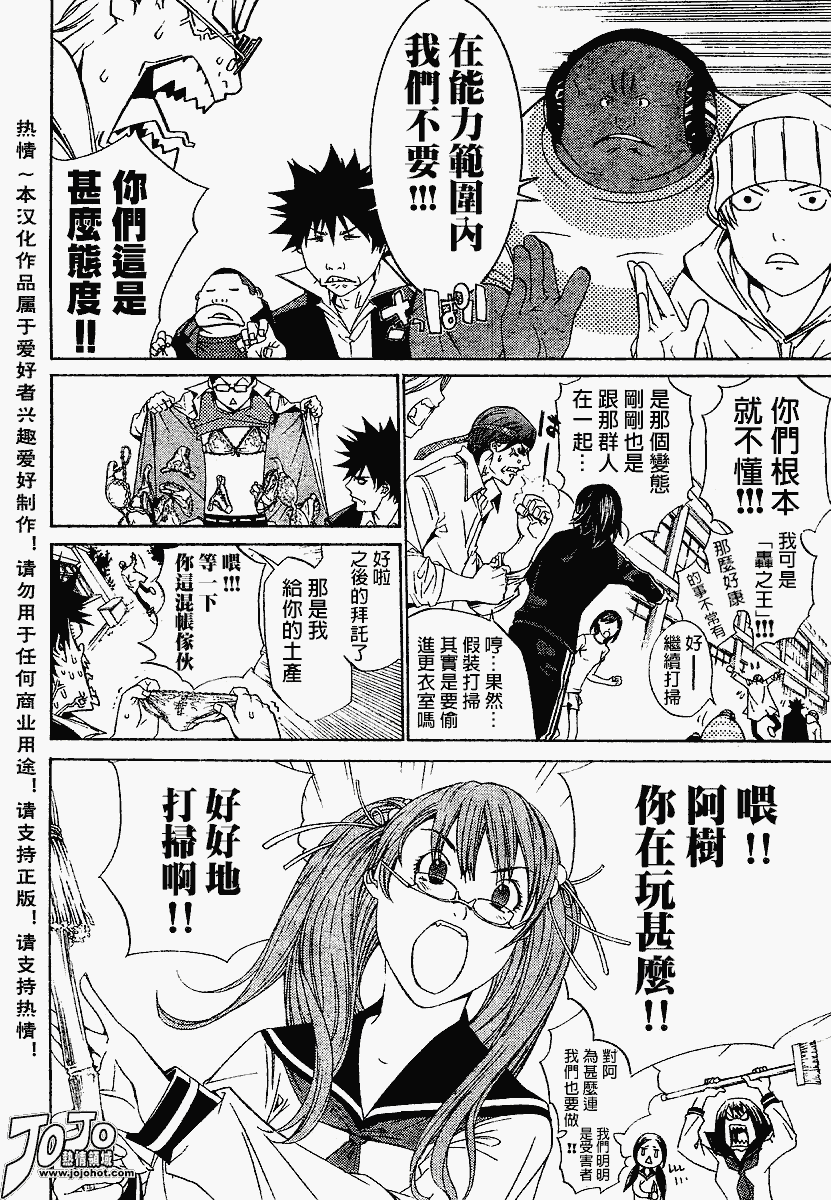 在能力範圍內
我們不要!!!
你們這是
甚麼態度!!
你們根本
就不懂!!!
我可是
「轟之王」!!!
那麼好康
的事不常有
好——
繼續打掃
是那個變態
剛剛也是
跟那群人
在一起…
哼…果然…
假裝打掃
其實是要偷
進更衣室嗎
好啦
之後的拜託了
那是我
給你的土產
喂!!!
等一下
你這混帳傢伙
喂!!
阿樹
你在玩甚麼!!
好好地
打掃啊!!
對阿
為甚麼連
我們也要做
!!
我們明明
是受害者
热情～本汉化作品属于爱好者兴趣爱好制作！请勿用于任何商业用途！请支持正版！请支持热情！
JOJO
热情領域
www.jojohot.com